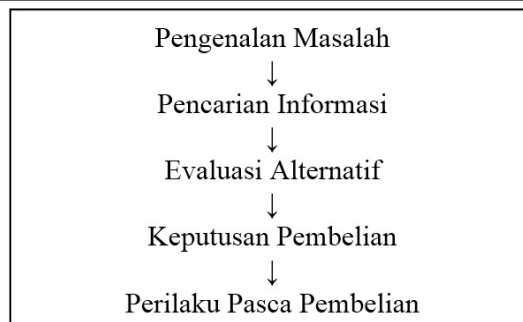 Pengenalan Masalah
↓
Pencarian Informasi
↓
Evaluasi Alternatif
↓
Keputusan Pembelian
↓
Perilaku Pasca Pembelian